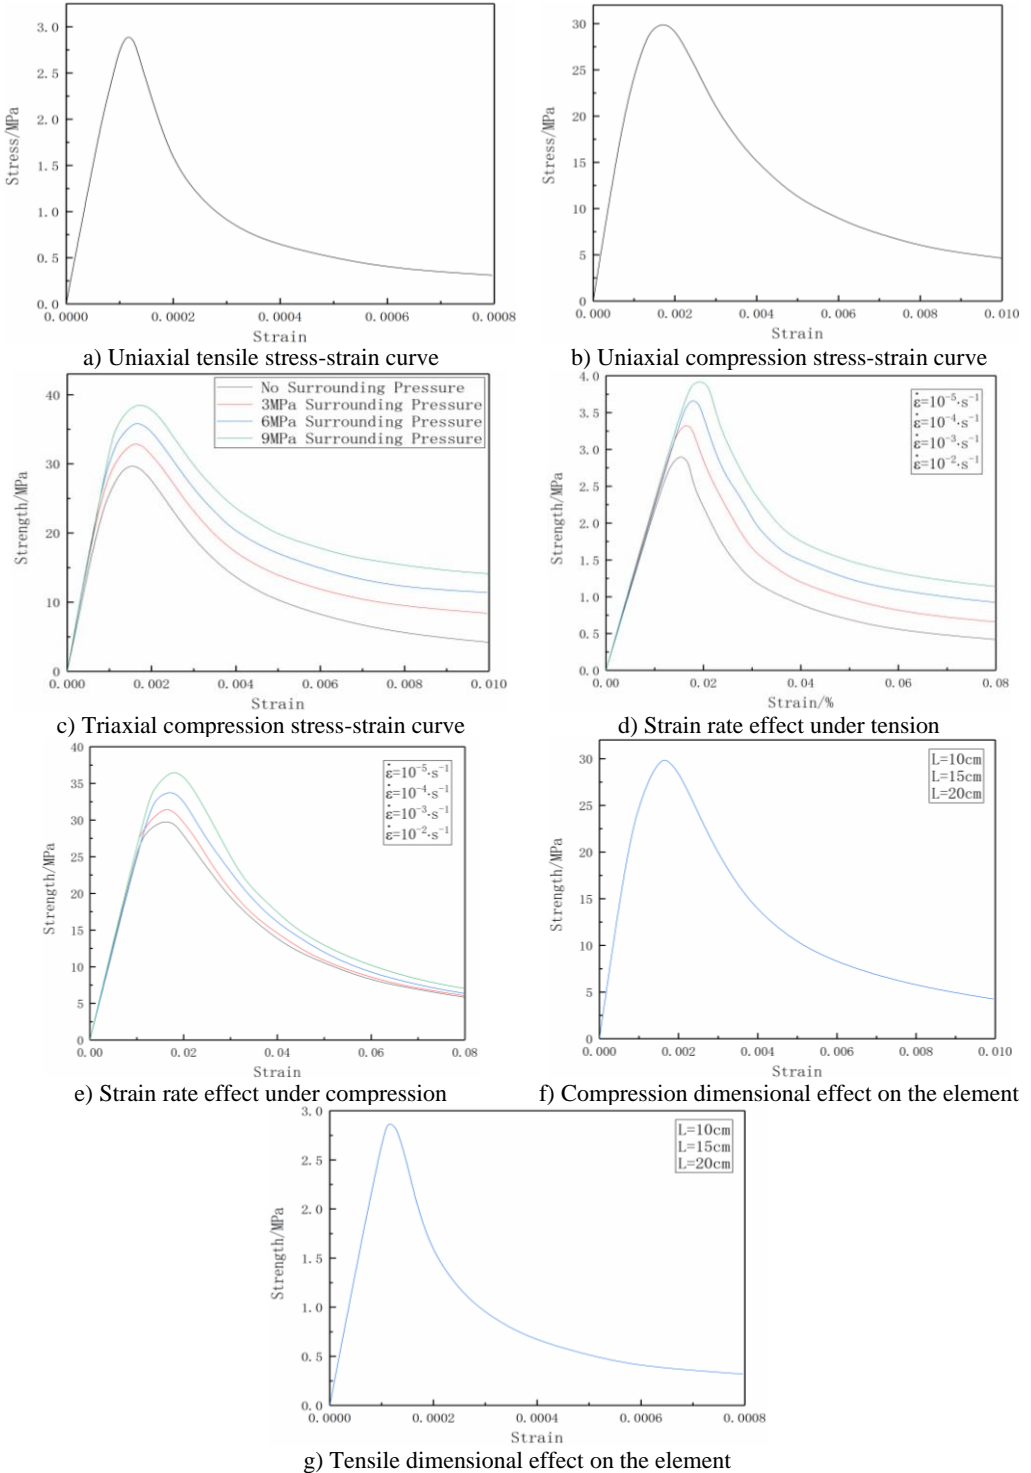 3.0
2.5
2.0
1.5
1.0
0.5
0.0
Stress/MPa
0.0000 0.0002 0.0004 0.0006 0.0008
Strain
a) Uniaxial tensile stress-strain curve
30
25
20
15
10
5
0
Stress/MPa
0.000 0.002 0.004 0.006 0.008 0.010
Strain
b) Uniaxial compression stress-strain curve
No Surrounding Pressure
3MPa Surrounding Pressure
6MPa Surrounding Pressure
9MPa Surrounding Pressure
40
30
20
10
0
Strength/MPa
0.000 0.002 0.004 0.006 0.008 0.010
Strain
c) Triaxial compression stress-strain curve
4.0
3.5
3.0
2.5
2.0
1.5
1.0
0.5
0.0
Strength/MPa
ε̇=10⁻⁵·s⁻¹
ε̇=10⁻⁴·s⁻¹
ε̇=10⁻³·s⁻¹
ε̇=10⁻²·s⁻¹
0.00 0.02 0.04 0.06 0.08
Strain/%
d) Strain rate effect under tension
40
35
30
25
20
15
10
5
0
Strength/MPa
ε̇=10⁻⁵·s⁻¹
ε̇=10⁻⁴·s⁻¹
ε̇=10⁻³·s⁻¹
ε̇=10⁻²·s⁻¹
0.00 0.02 0.04 0.06 0.08
Strain
e) Strain rate effect under compression
30
25
20
15
10
5
0
Strength/MPa
L=10cm
L=15cm
L=20cm
0.000 0.002 0.004 0.006 0.008 0.010
Strain
f) Compression dimensional effect on the element
3.0
2.5
2.0
1.5
1.0
0.5
0.0
Strength/MPa
L=10cm
L=15cm
L=20cm
0.0000 0.0002 0.0004 0.0006 0.0008
Strain
g) Tensile dimensional effect on the element